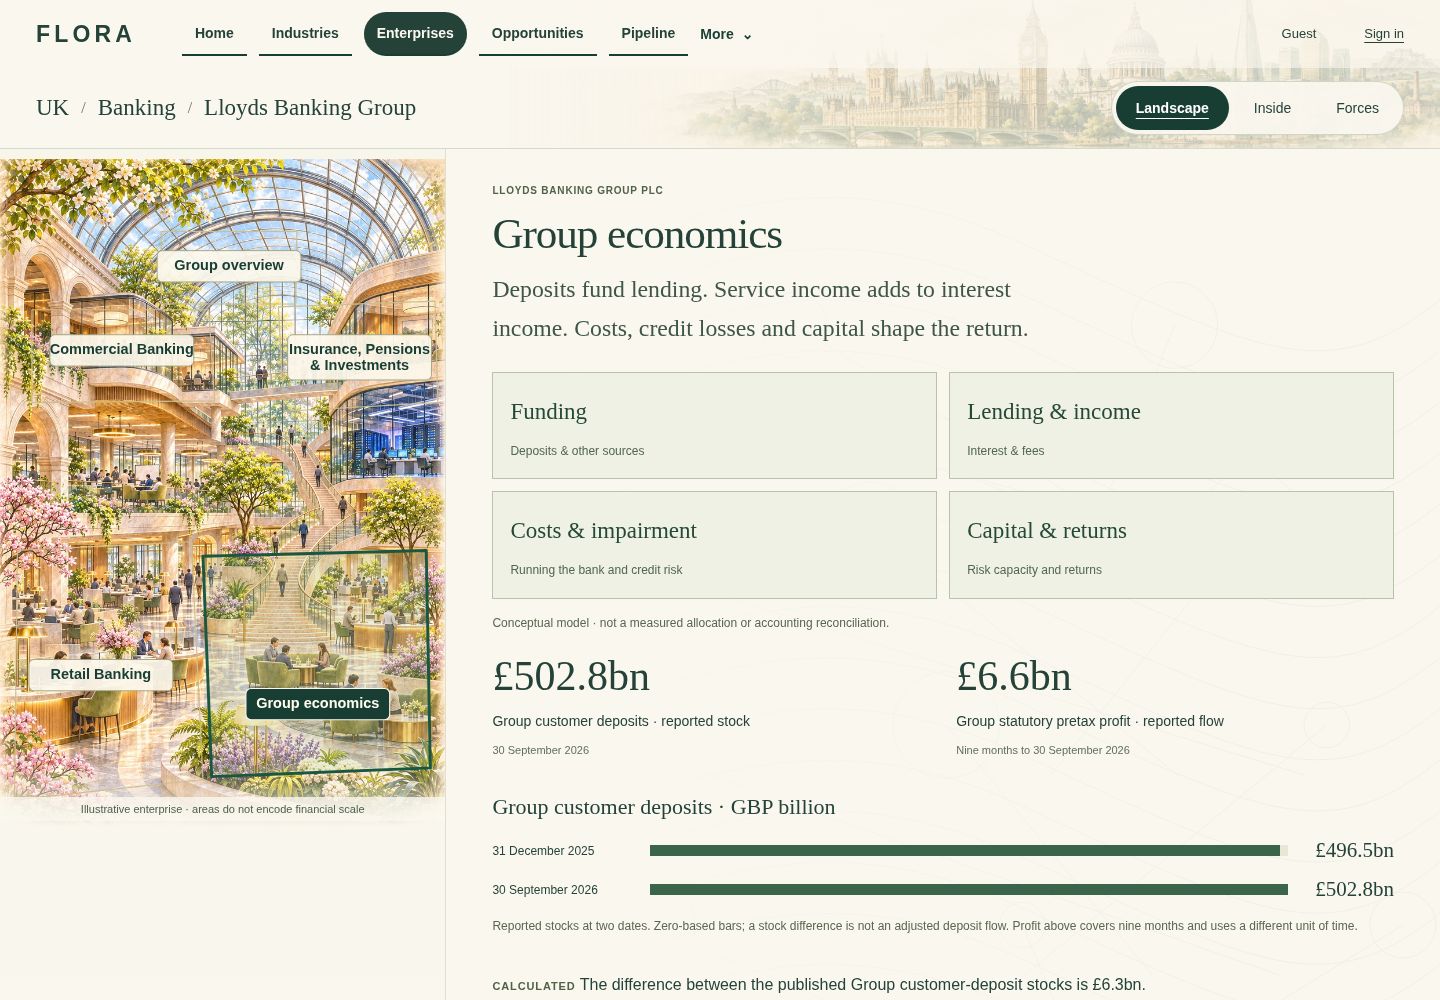 FLORA
Home
Industries
Enterprises
Opportunities
Pipeline
More
Guest
Sign in
UK / Banking / Lloyds Banking Group
Landscape
Inside
Forces
Group overview
Commercial Banking
Insurance, Pensions
& Investments
Retail Banking
Group economics
Illustrative enterprise · areas do not encode financial scale
LLOYDS BANKING GROUP PLC
Group economics
Deposits fund lending. Service income adds to interest
income. Costs, credit losses and capital shape the return.
Funding
Deposits & other sources
Lending & income
Interest & fees
Costs & impairment
Running the bank and credit risk
Capital & returns
Risk capacity and returns
Conceptual model · not a measured allocation or accounting reconciliation.
£502.8bn
Group customer deposits · reported stock
30 September 2026
£6.6bn
Group statutory pretax profit · reported flow
Nine months to 30 September 2026
Group customer deposits · GBP billion
31 December 2025 £496.5bn
30 September 2026 £502.8bn
Reported stocks at two dates. Zero-based bars; a stock difference is not an adjusted deposit flow. Profit above covers nine months and uses a different unit of time.
CALCULATED The difference between the published Group customer-deposit stocks is £6.3bn.